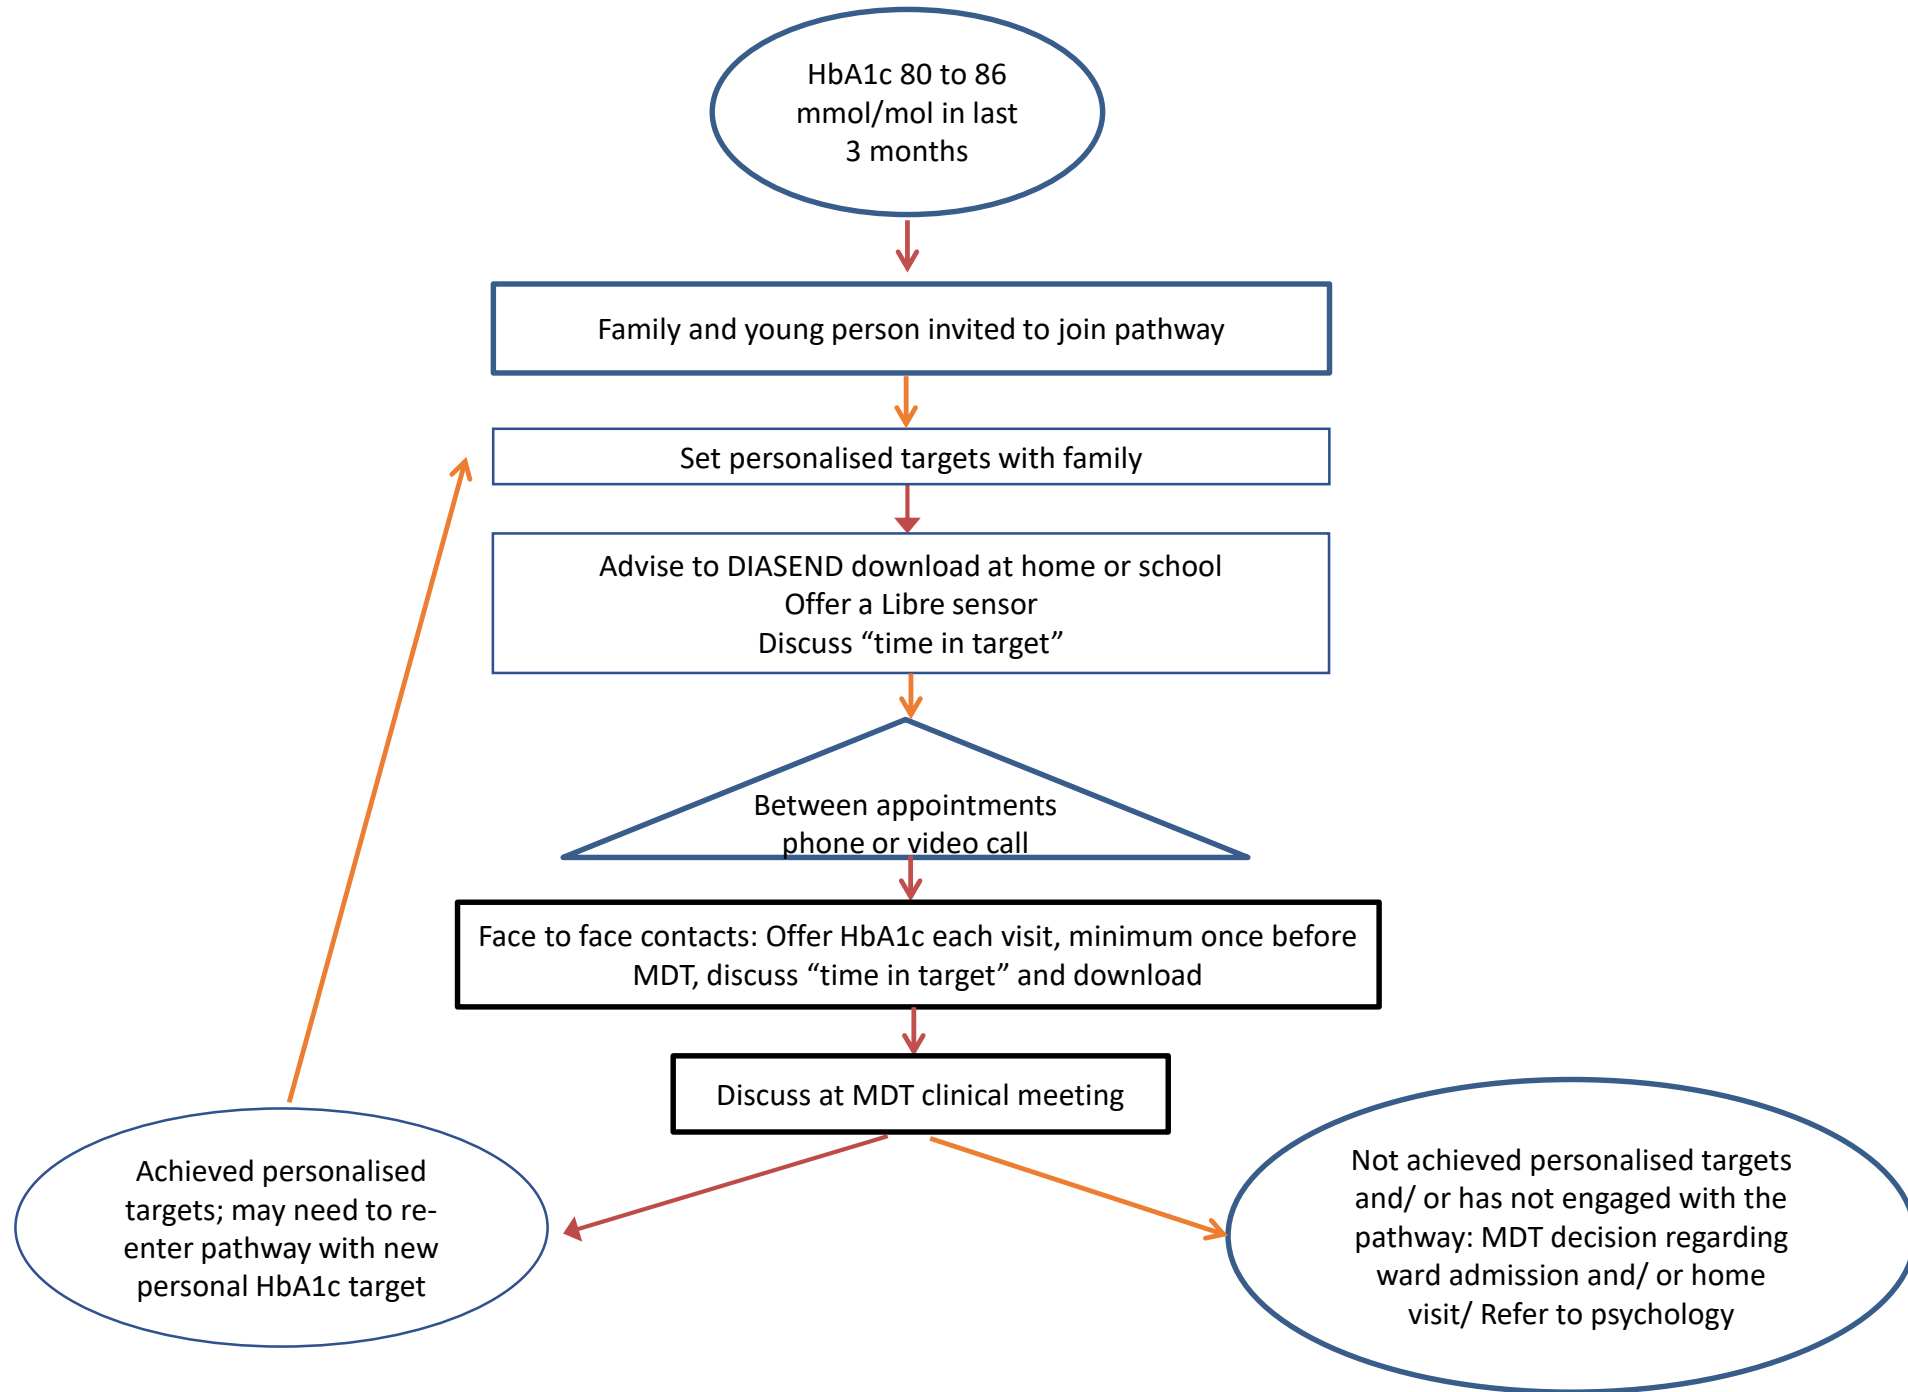 HbA1c 80 to 86
mmol/mol in last
3 months
Family and young person invited to join pathway
Set personalised targets with family
Advise to DIASEND download at home or school
Offer a Libre sensor
Discuss “time in target”
Between appointments
phone or video call
Face to face contacts: Offer HbA1c each visit, minimum once before
MDT, discuss “time in target” and download
Discuss at MDT clinical meeting
Achieved personalised
targets; may need to re-
enter pathway with new
personal HbA1c target
Not achieved personalised targets
and/ or has not engaged with the
pathway: MDT decision regarding
ward admission and/ or home
visit/ Refer to psychology